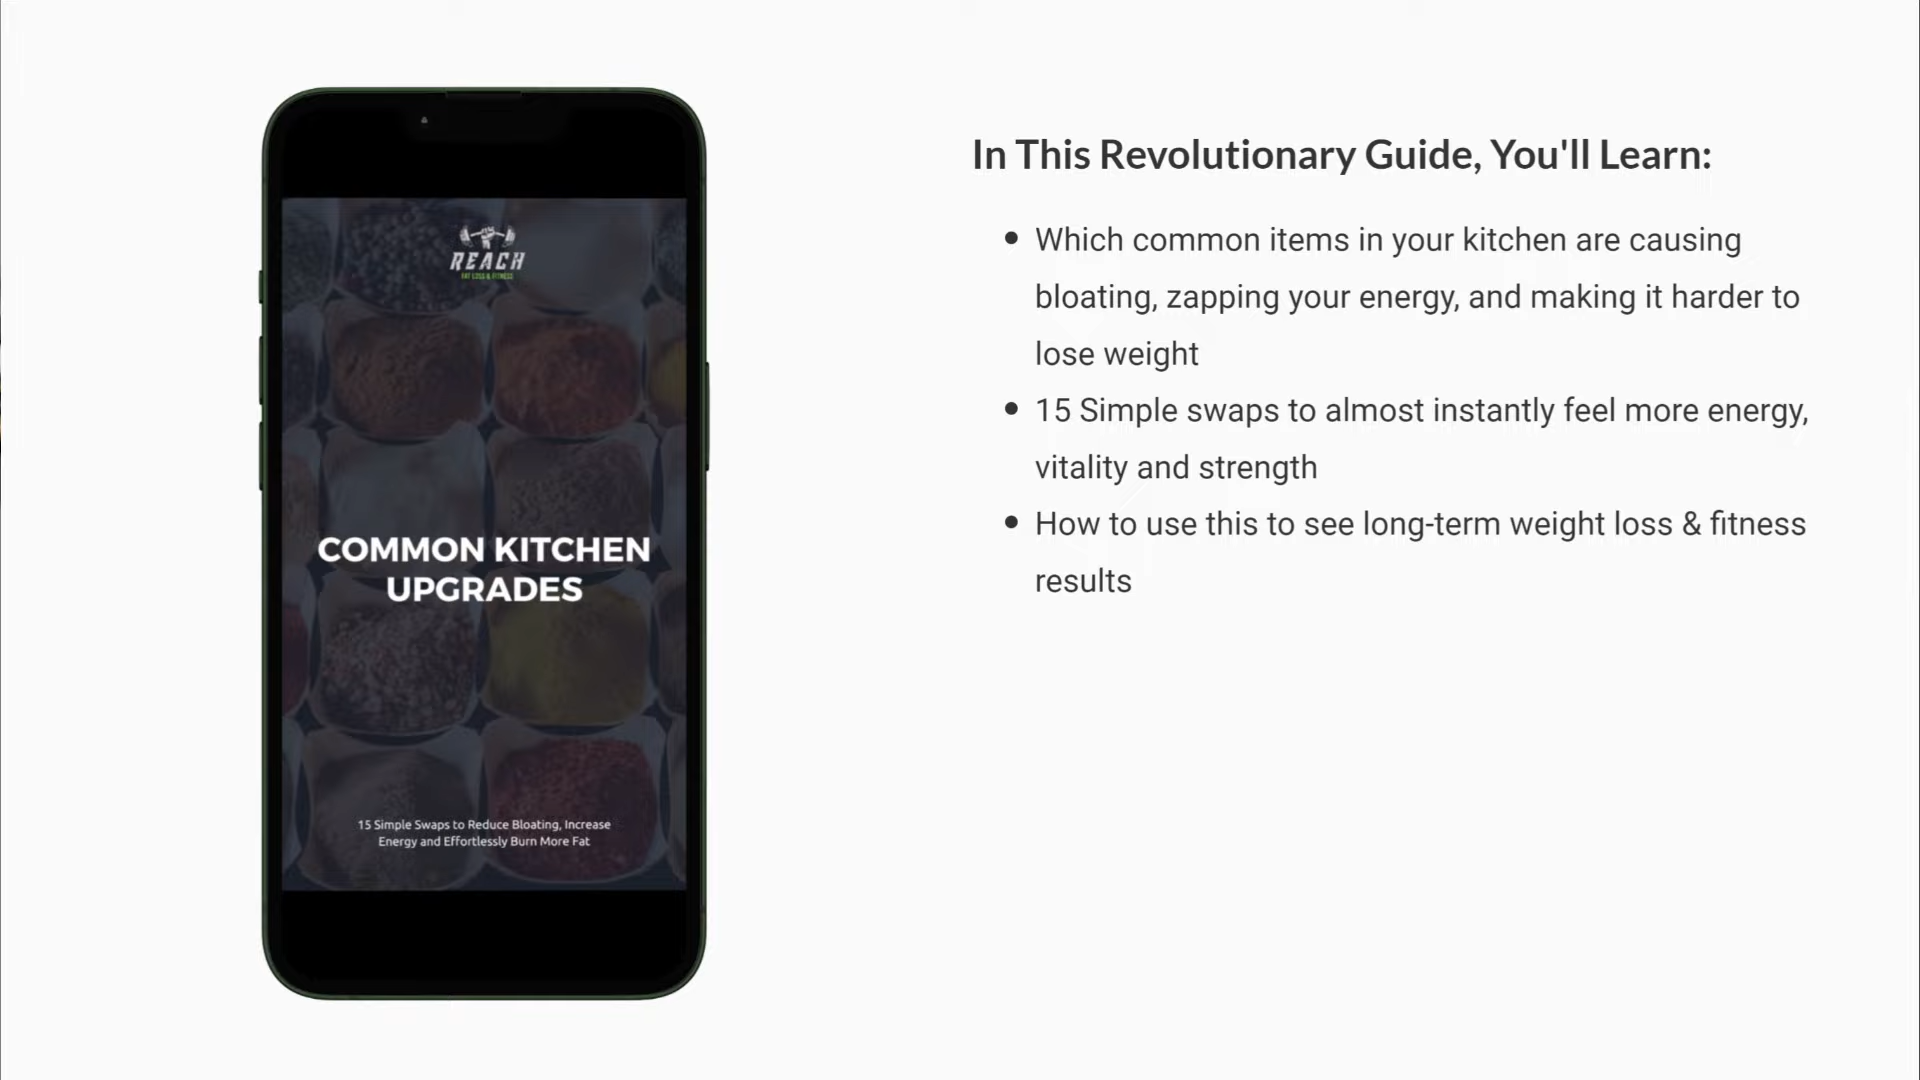 REACH
FAT LOSS & FITNESS
COMMON KITCHEN
UPGRADES
15 Simple Swaps to Reduce Bloating, Increase
Energy and Effortlessly Burn More Fat
In This Revolutionary Guide, You'll Learn:
Which common items in your kitchen are causing
bloating, zapping your energy, and making it harder to
lose weight
15 Simple swaps to almost instantly feel more energy,
vitality and strength
How to use this to see long-term weight loss & fitness
results